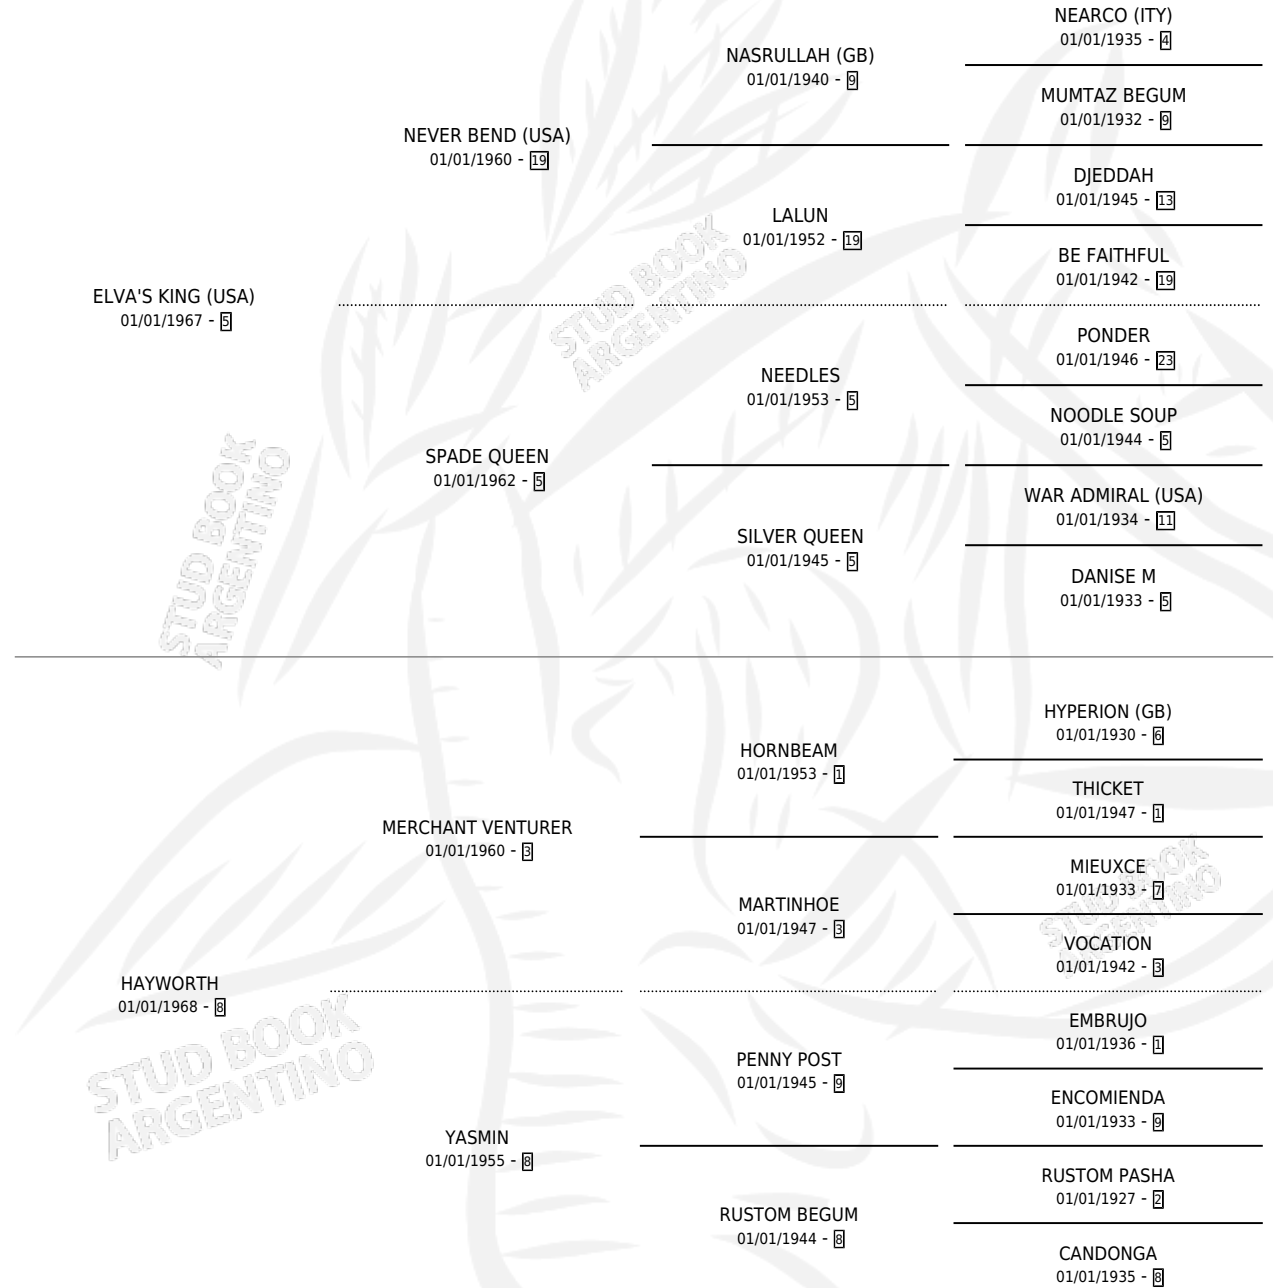 NEARCO (ITY)
01/01/1935 - 4
NASRULLAH (GB)
01/01/1940 - 9
MUMTAZ BEGUM
01/01/1932 - 9
NEVER BEND (USA)
01/01/1960 - 19
DJEDDAH
01/01/1945 - 13
LALUN
01/01/1952 - 19
BE FAITHFUL
01/01/1942 - 19
ELVA'S KING (USA)
01/01/1967 - 5
PONDER
01/01/1946 - 23
NEEDLES
01/01/1953 - 5
NOODLE SOUP
01/01/1944 - 5
SPADE QUEEN
01/01/1962 - 5
WAR ADMIRAL (USA)
01/01/1934 - 11
SILVER QUEEN
01/01/1945 - 5
DANISE M
01/01/1933 - 5
HYPERION (GB)
01/01/1930 - 6
HORNBEAM
01/01/1953 - 1
THICKET
01/01/1947 - 1
MERCHANT VENTURER
01/01/1960 - 3
MIEUXCE
01/01/1933 - 7
MARTINHOE
01/01/1947 - 3
VOCATION
01/01/1942 - 3
HAYWORTH
01/01/1968 - 8
EMBRUJO
01/01/1936 - 1
PENNY POST
01/01/1945 - 9
ENCOMIENDA
01/01/1933 - 9
YASMIN
01/01/1955 - 8
RUSTOM PASHA
01/01/1927 - 2
RUSTOM BEGUM
01/01/1944 - 8
CANDONGA
01/01/1935 - 8
STUD BOOK
ARGENTINO
STUD BOOK
ARGENTINO
STUD BOOK
ARGENTINO
STUD BOOK
ARGENTINO